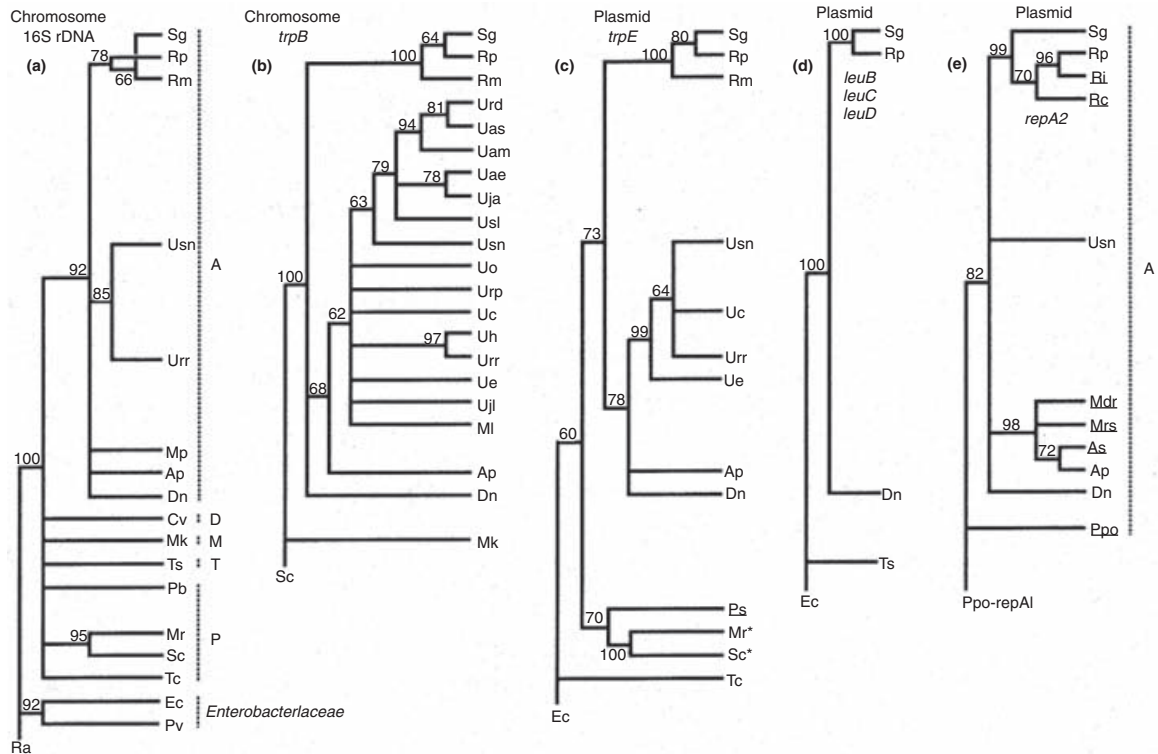 Chromosome
16S rDNA
(a)
78
66
Sg
Rp
Rm
92
85
Usn
Urr
A
Mp
Ap
Dn
100
Cv
D
Mk
M
Ts
T
Pb
95
Mr
Sc
P
Tc
92
Ec
Pv
Enterobacterlaceae
Ra
Chromosome
trpB
(b)
100
64
Sg
Rp
Rm
81
94
Urd
Uas
Uam
79
78
Uae
Uja
Usl
63
Usn
Uo
Urp
Uc
100
62
97
Uh
Urr
Ue
Ujl
Ml
68
Ap
Dn
Mk
Sc
Plasmid
trpE
(c)
100
80
Sg
Rp
Rm
73
Usn
64
Uc
99
Urr
Ue
78
Ap
Dn
60
70
Ps
100
Mr*
Sc*
Tc
Ec
Plasmid
(d)
100
Sg
Rp
leuB
leuC
leuD
100
Dn
Ts
Ec
Plasmid
(e)
99
Sg
96
70
Rp
Ri
Rc
repA2
Usn
A
82
98
Mdr
Mrs
72
As
Ap
Dn
Ppo
Ppo-repAl